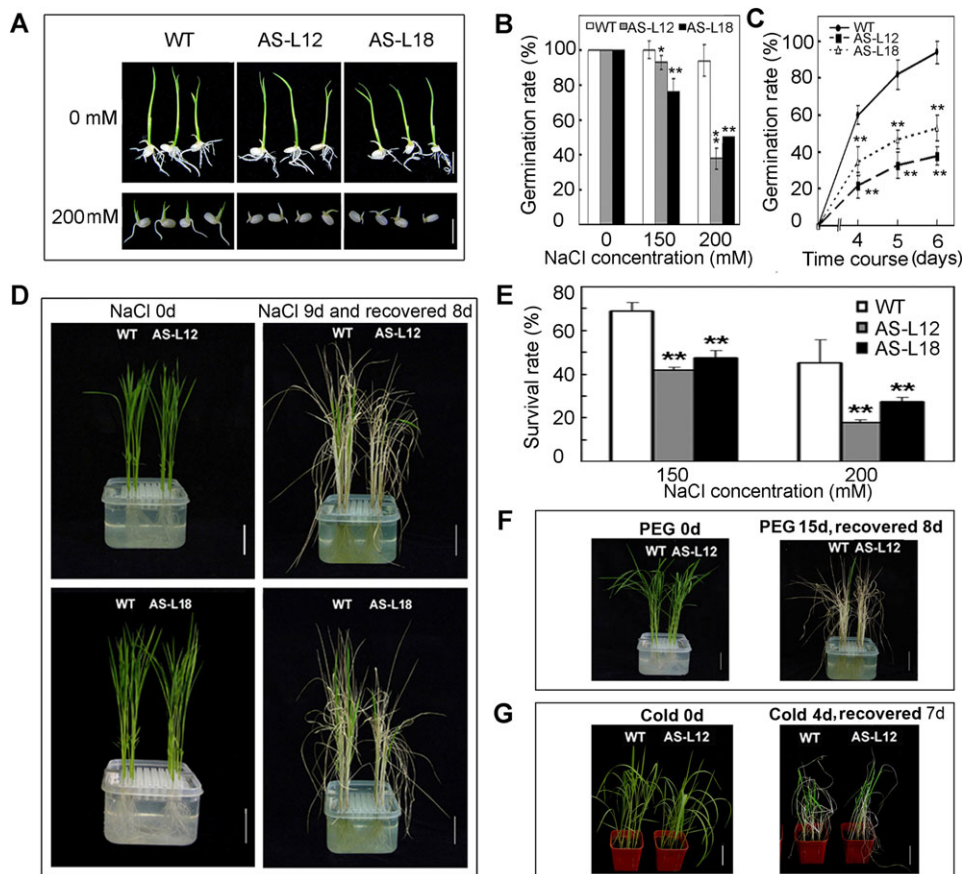 A
WT AS-L12 AS-L18
0 mM
200 mM
B
WT AS-L12 AS-L18
Germination rate (%)
100
80
60
40
20
0
* ** ** **
0 150 200
NaCl concentration (mM)
C
WT
AS-L12
AS-L18
Germination rate (%)
100
80
60
40
20
0
** ** **
** ** **
4 5 6
Time course (days)
D
NaCl 0d NaCl 9d and recovered 8d
WT AS-L12 WT AS-L12
WT AS-L18 WT AS-L18
E
WT
AS-L12
AS-L18
Survival rate (%)
80
60
40
20
0
** ** ** **
150 200
NaCl concentration (mM)
F
PEG 0d PEG 15d, recovered 8d
WT AS-L12 WT AS-L12
G
Cold 0d Cold 4d, recovered 7d
WT AS-L12 WT AS-L12